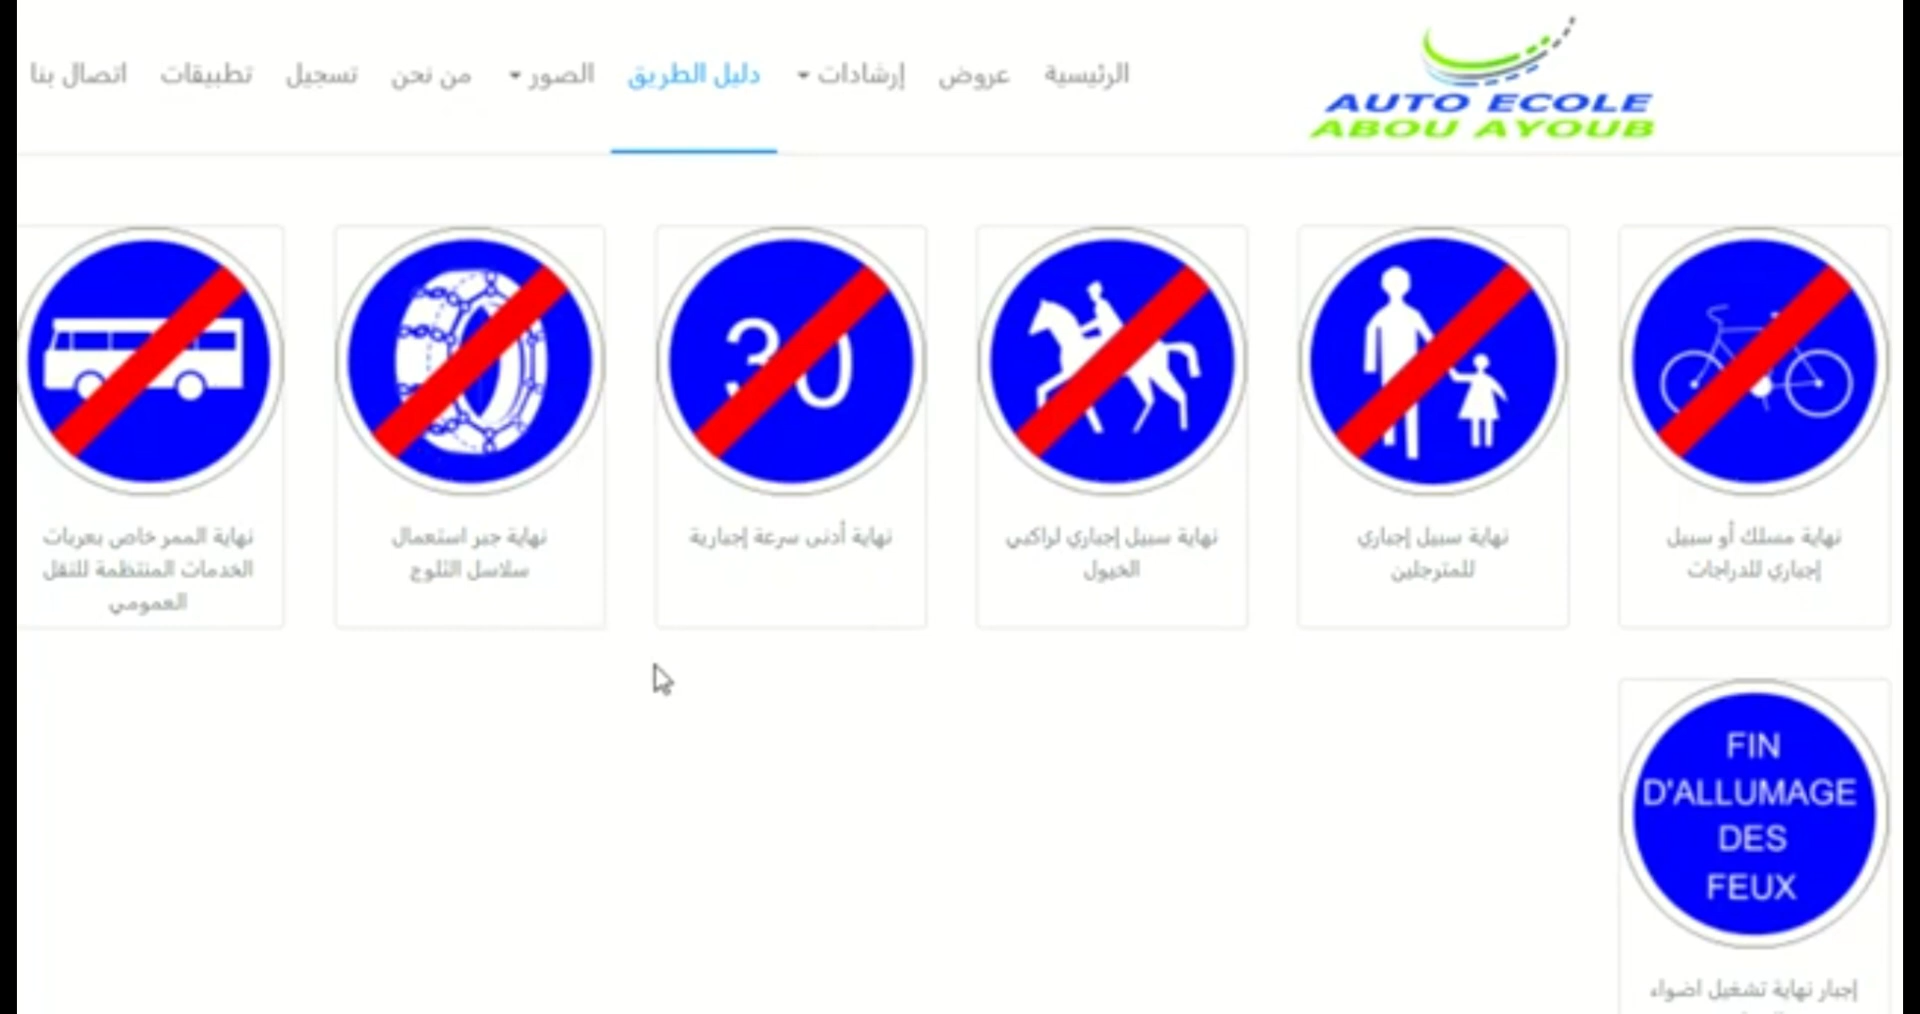 AUTO ECOLE
ABOU AYOUB
الرئيسية
عروض
إرشادات
دليل الطريق
الصور
من نحن
تسجيل
تطبيقات
اتصال بنا
نهاية مسلك أو سبيل
إجباري للدراجات
نهاية سبيل إجباري
للمترجلين
نهاية سبيل إجباري لراكبي
الخيول
30
نهاية أدنى سرعة إجبارية
نهاية جبر استعمال
سلاسل الثلوج
نهاية الممر خاص بعربات
الخدمات المنتظمة للنقل
العمومي
FIN
D'ALLUMAGE
DES
FEUX
إجبار نهاية تشغيل اضواء